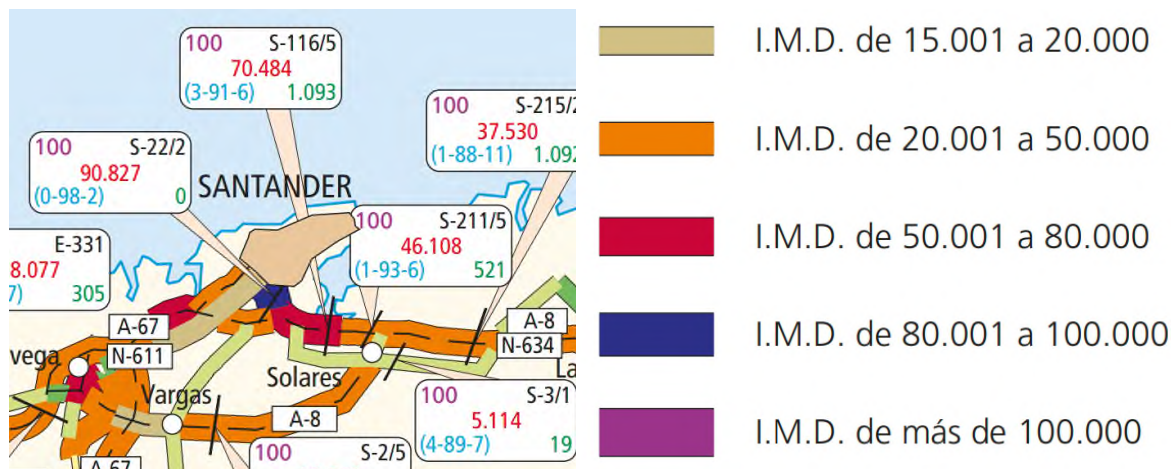 100 S-116/5
70.484
(3-91-6) 1.093
100 S-215/2
37.530
(1-88-11) 1.092
100 S-22/2
90.827
(0-98-2) 0
SANTANDER
100 S-211/5
46.108
(1-93-6) 521
E-331
8.077
7) 305
A-67
A-8
N-611
N-634
vega
La
Solares
Vargas
A-8
100 S-3/1
5.114
(4-89-7) 19
100 S-2/5
A-67
I.M.D. de 15.001 a 20.000
I.M.D. de 20.001 a 50.000
I.M.D. de 50.001 a 80.000
I.M.D. de 80.001 a 100.000
I.M.D. de más de 100.000